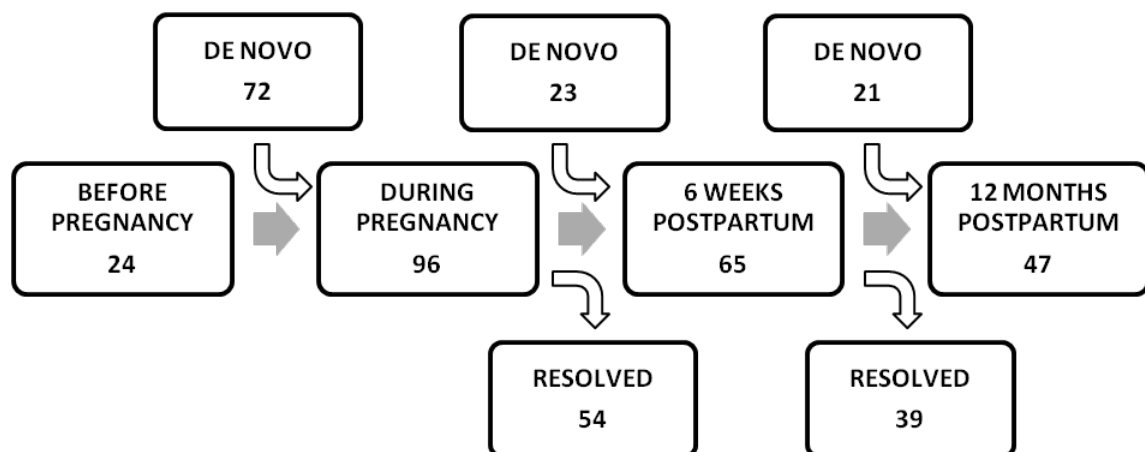 DE NOVO
72
DE NOVO
23
DE NOVO
21
BEFORE
PREGNANCY
24
DURING
PREGNANCY
96
6 WEEKS
POSTPARTUM
65
12 MONTHS
POSTPARTUM
47
RESOLVED
54
RESOLVED
39